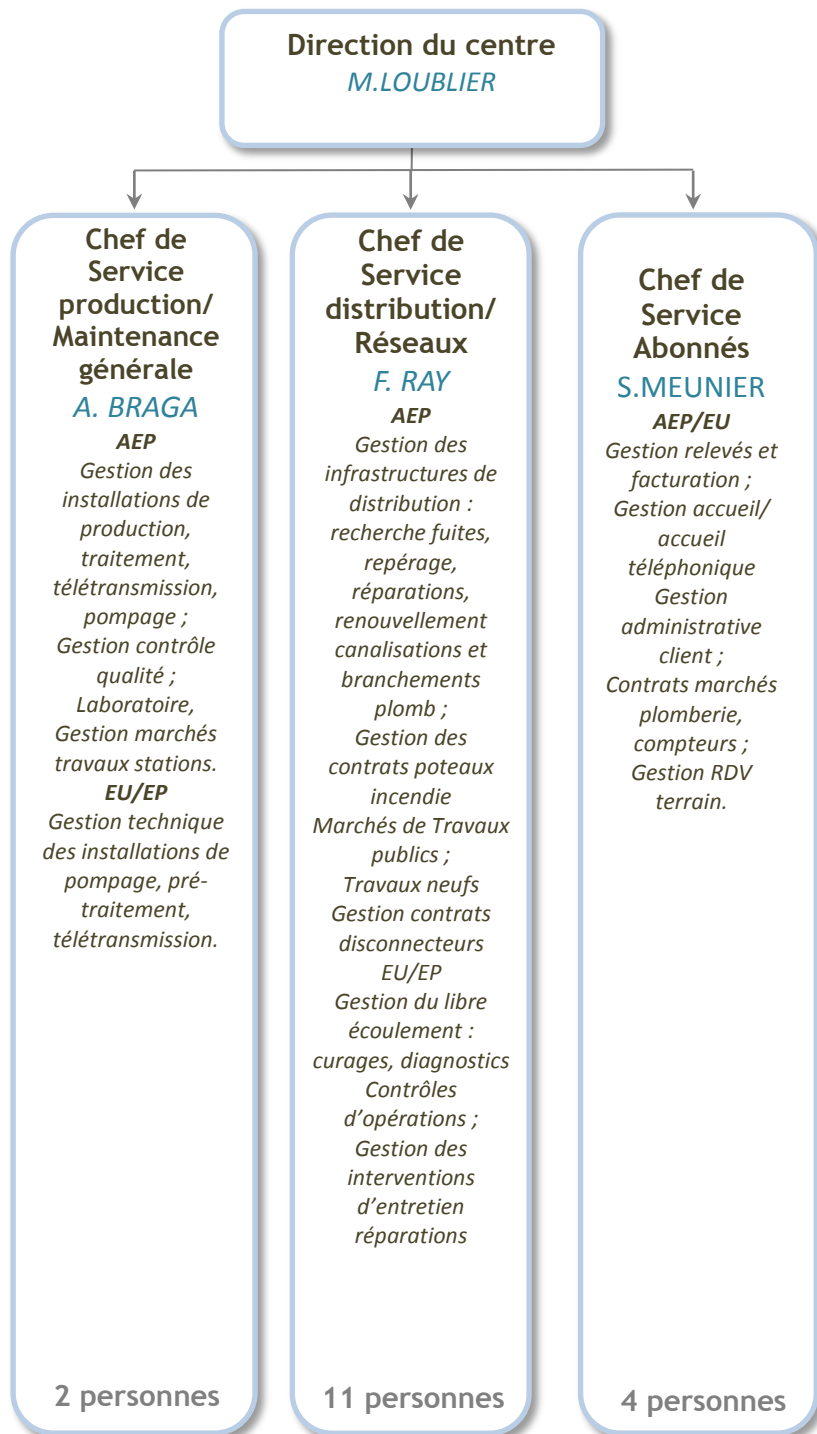 Direction du centre
M.LOUBLIER
Chef de
Service
production/
Maintenance
générale
A. BRAGA
AEP
Gestion des
installations de
production,
traitement,
télétransmission,
pompage ;
Gestion contrôle
qualité ;
Laboratoire,
Gestion marchés
travaux stations.
EU/EP
Gestion technique
des installations de
pompage, pré-
traitement,
télétransmission.
2 personnes
Chef de
Service
distribution/
Réseaux
F. RAY
AEP
Gestion des
infrastructures de
distribution :
recherche fuites,
repérage,
réparations,
renouvellement
canalisations et
branchements
plomb ;
Gestion des
contrats poteaux
incendie
Marchés de Travaux
publics ;
Travaux neufs
Gestion contrats
disconnecteurs
EU/EP
Gestion du libre
écoulement :
curages, diagnostics
Contrôles
d’opérations ;
Gestion des
interventions
d’entretien
réparations
11 personnes
Chef de
Service
Abonnés
S.MEUNIER
AEP/EU
Gestion relevés et
facturation ;
Gestion accueil/
accueil
téléphonique
Gestion
administrative
client ;
Contrats marchés
plomberie,
compteurs ;
Gestion RDV
terrain.
4 personnes